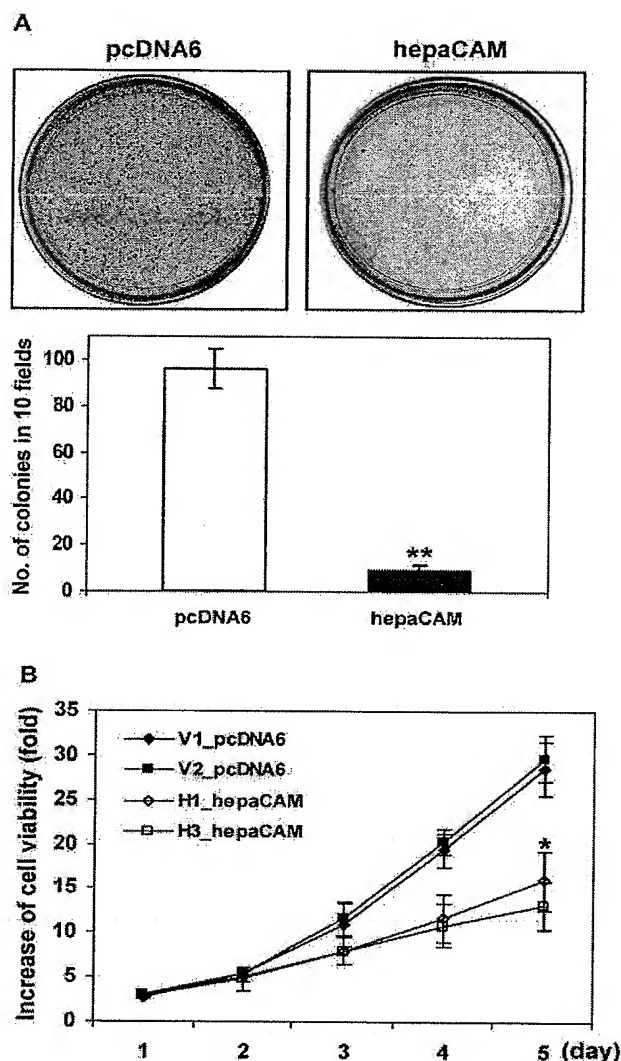 A
pcDNA6 hepaCAM
No. of colonies in 10 fields
100
80
60
40
20
0
**
pcDNA6 hepaCAM
B
Increase of cell viability (fold)
35
30
25
20
15
10
5
0
V1_pcDNA6
V2_pcDNA6
H1_hepaCAM
H3_hepaCAM
*
1 2 3 4 5 (day)